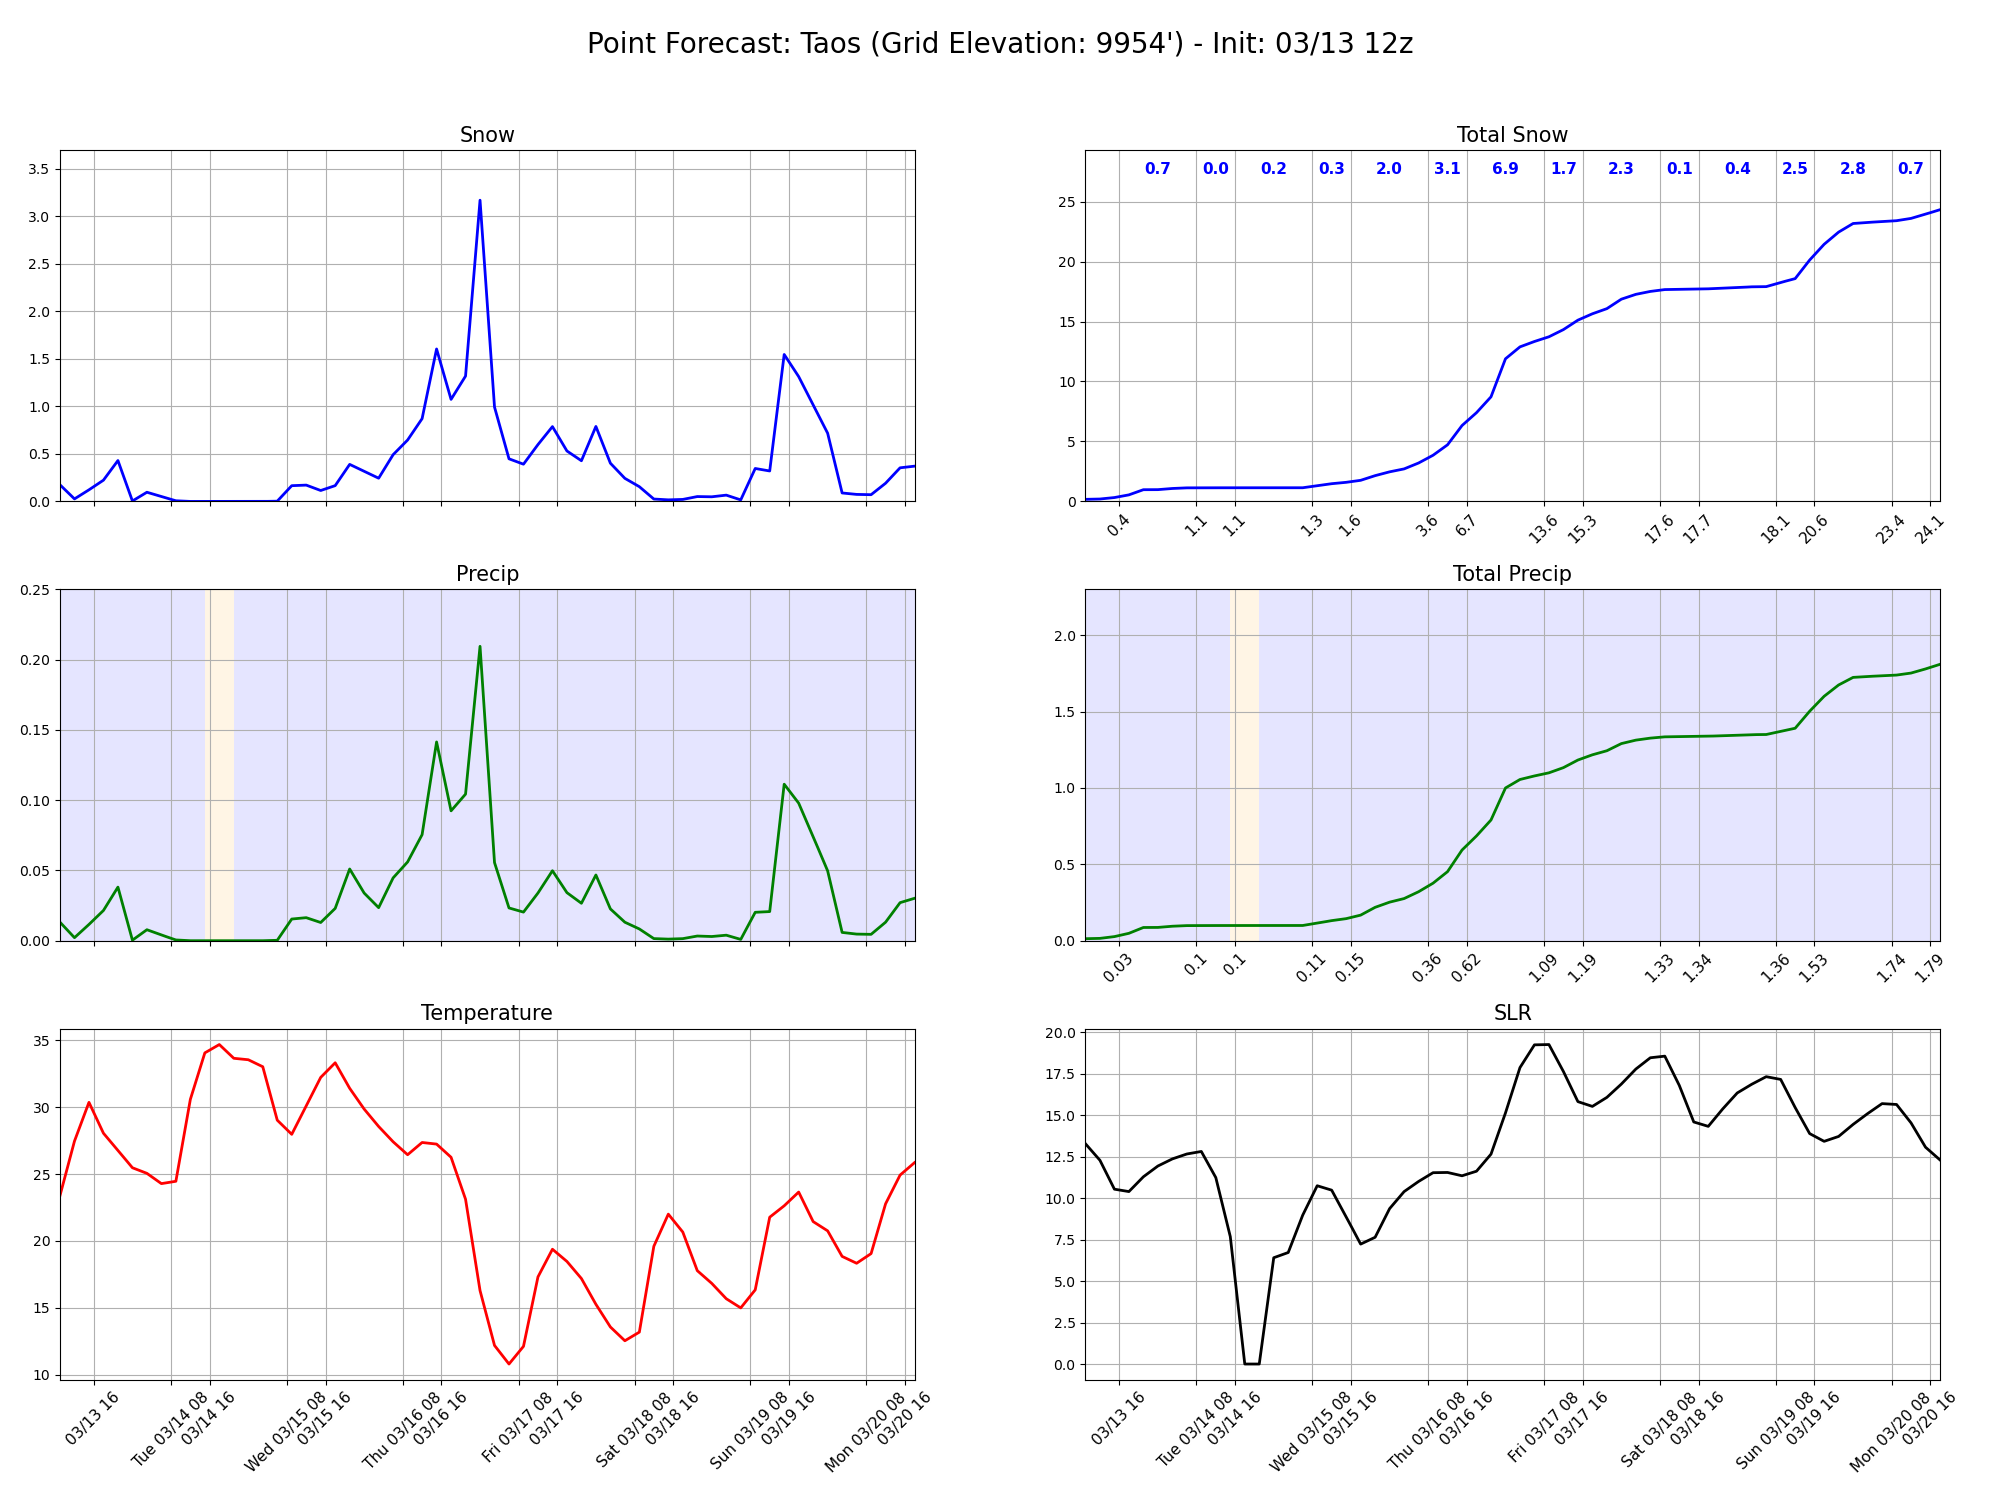 Point Forecast: Taos (Grid Elevation: 9954') - Init: 03/13 12z
Snow
3.5
3.0
2.5
2.0
1.5
1.0
0.5
0.0
Total Snow
0.7 0.0 0.2 0.3 2.0 3.1 6.9 1.7 2.3 0.1 0.4 2.5 2.8 0.7
25
20
15
10
5
0
0.4 1.1 1.1 1.3 1.6 3.6 6.7 13.6 15.3 17.6 17.7 18.1 20.6 23.4 24.1
Precip
0.25
0.20
0.15
0.10
0.05
0.00
Total Precip
2.0
1.5
1.0
0.5
0.0
0.03 0.1 0.1 0.11 0.15 0.36 0.62 1.09 1.19 1.33 1.34 1.36 1.53 1.74 1.79
Temperature
35
30
25
20
15
10
03/13 16
Tue 03/14 08
03/14 16
Wed 03/15 08
03/15 16
Thu 03/16 08
03/16 16
Fri 03/17 08
03/17 16
Sat 03/18 08
03/18 16
Sun 03/19 08
03/19 16
Mon 03/20 08
03/20 16
SLR
20.0
17.5
15.0
12.5
10.0
7.5
5.0
2.5
0.0
03/13 16
Tue 03/14 08
03/14 16
Wed 03/15 08
03/15 16
Thu 03/16 08
03/16 16
Fri 03/17 08
03/17 16
Sat 03/18 08
03/18 16
Sun 03/19 08
03/19 16
Mon 03/20 08
03/20 16